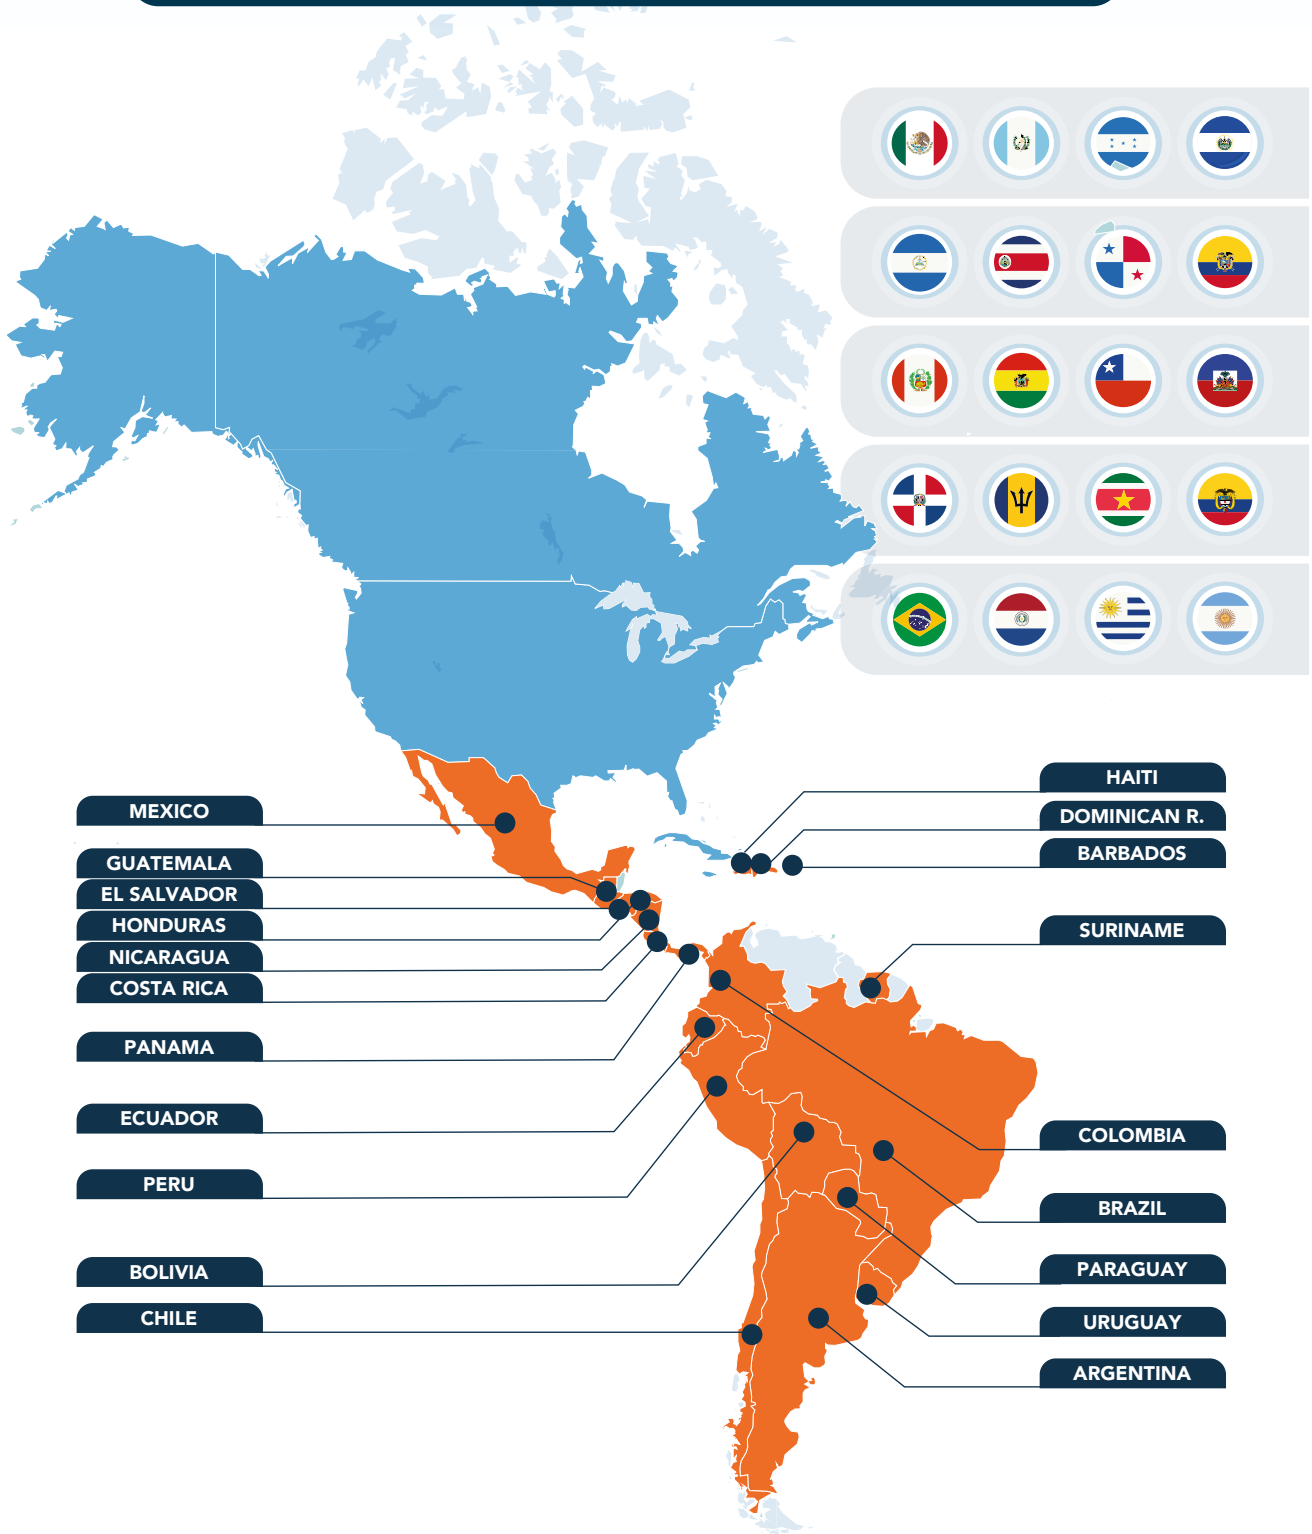 MEXICO
GUATEMALA
EL SALVADOR
HONDURAS
NICARAGUA
COSTA RICA
PANAMA
ECUADOR
PERU
BOLIVIA
CHILE
HAITI
DOMINICAN R.
BARBADOS
SURINAME
COLOMBIA
BRAZIL
PARAGUAY
URUGUAY
ARGENTINA